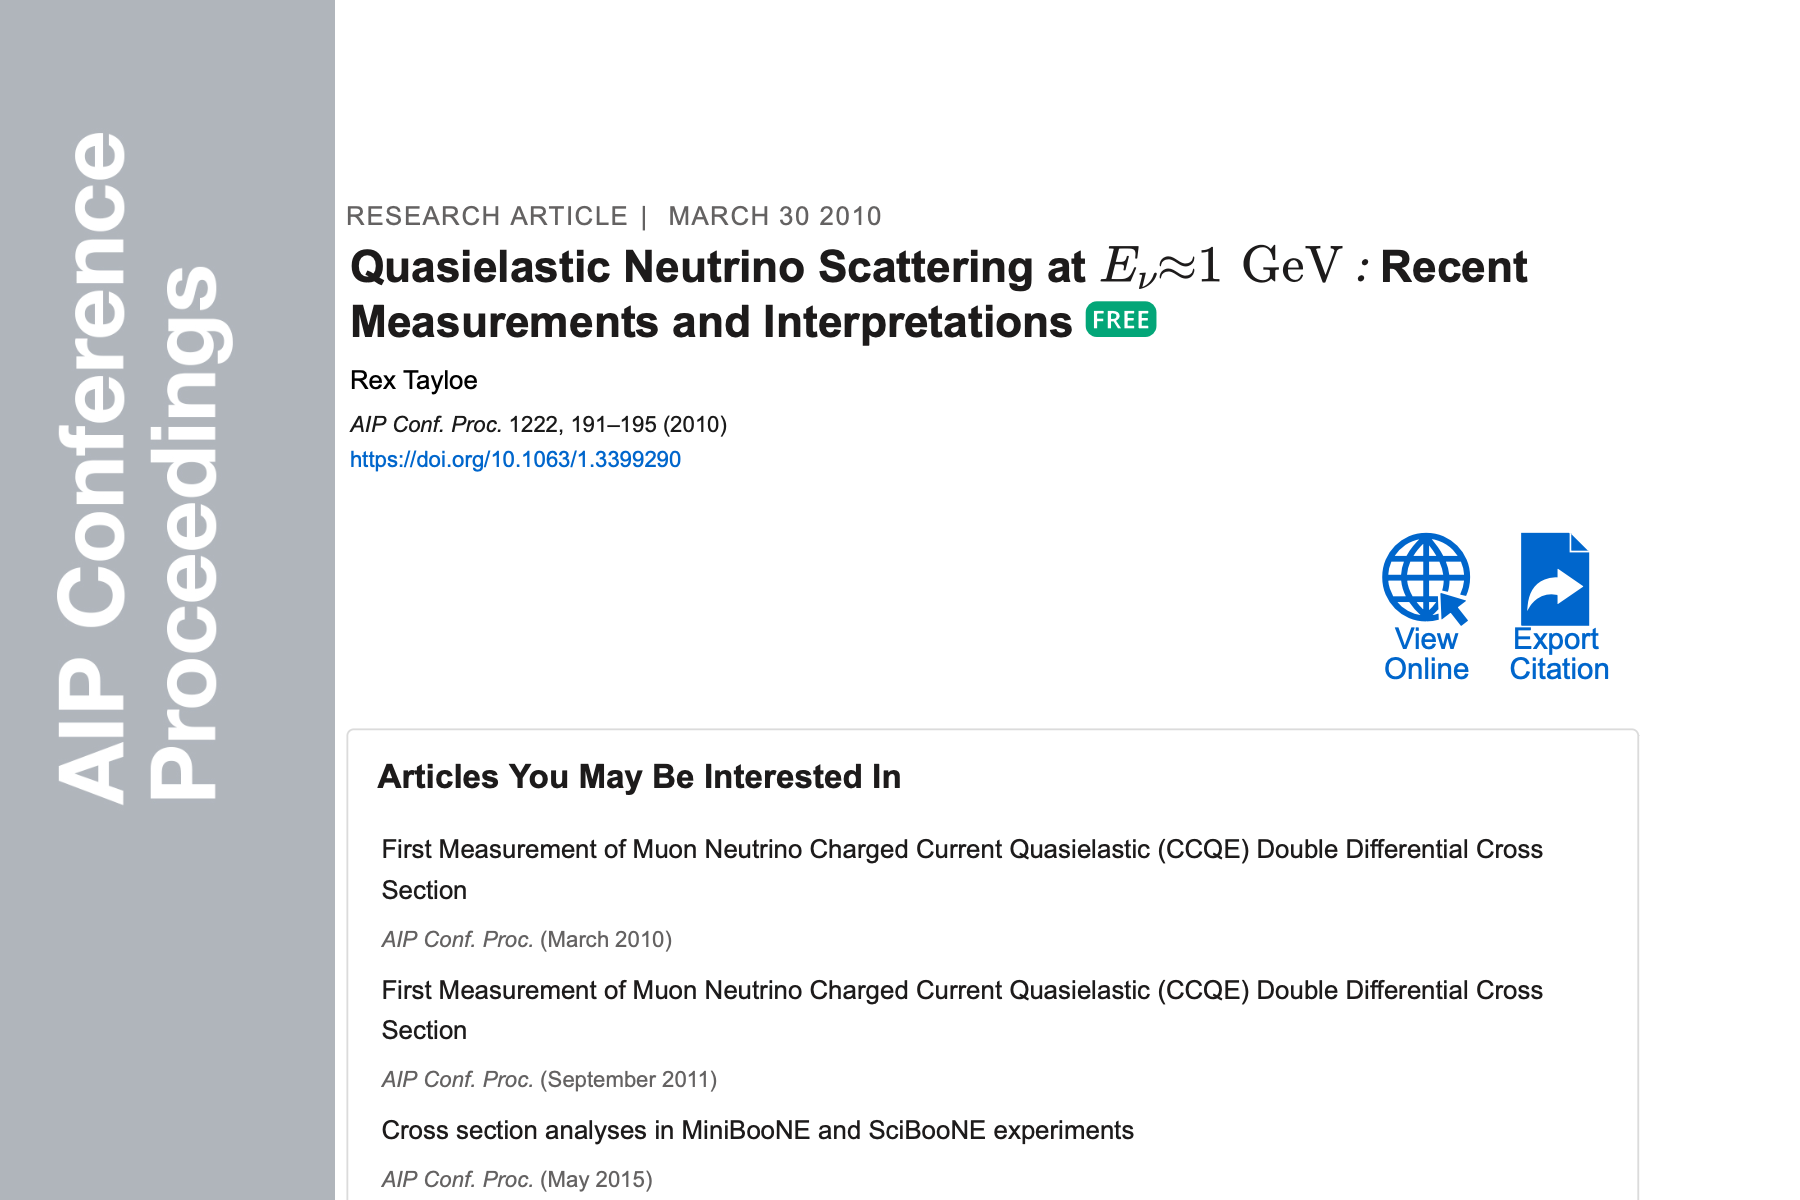 AIP Conference
Proceedings
RESEARCH ARTICLE | MARCH 30 2010
Quasielastic Neutrino Scattering at E_ν≈1 GeV : Recent
Measurements and Interpretations FREE
Rex Tayloe
AIP Conf. Proc. 1222, 191–195 (2010)
https://doi.org/10.1063/1.3399290
View
Online
Export
Citation
Articles You May Be Interested In
First Measurement of Muon Neutrino Charged Current Quasielastic (CCQE) Double Differential Cross
Section
AIP Conf. Proc. (March 2010)
First Measurement of Muon Neutrino Charged Current Quasielastic (CCQE) Double Differential Cross
Section
AIP Conf. Proc. (September 2011)
Cross section analyses in MiniBooNE and SciBooNE experiments
AIP Conf. Proc. (May 2015)